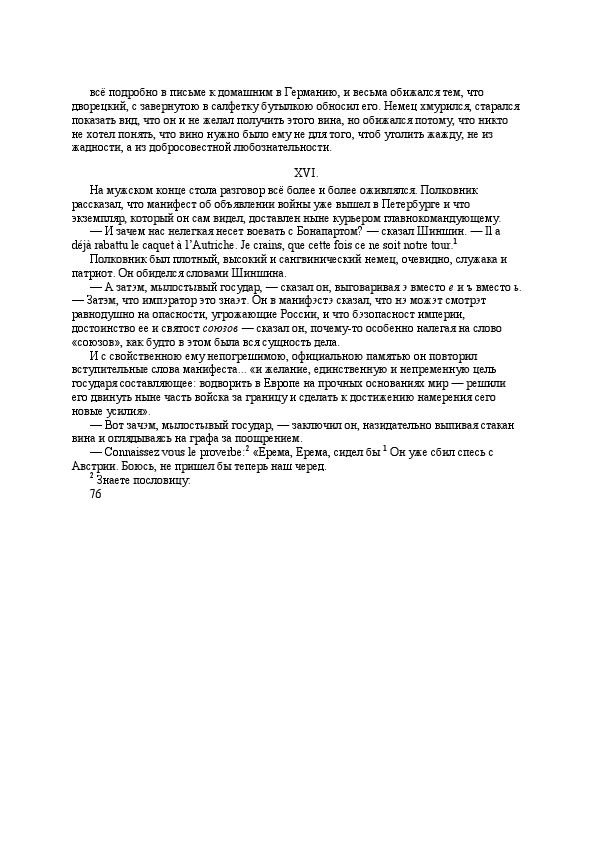 всё подробно в письме к домашним в Германию, и весьма обижался тем, что
дворецкий, с завернутою в салфетку бутылкою обносил его. Немец хмурился, старался
показать вид, что он и не желал получить этого вина, но обижался потому, что никто
не хотел понять, что вино нужно было ему не для того, чтоб утолить жажду, не из
жадности, а из добросовестной любознательности.
XVI.
На мужском конце стола разговор всё более и более оживлялся. Полковник
рассказал, что манифест об объявлении войны уже вышел в Петербурге и что
экземпляр, который он сам видел, доставлен ныне курьером главнокомандующему.
— И зачем нас нелегкая несет воевать с Бонапартом? — сказал Шиншин. — Il a
déjà rabattu le caquet à l’Autriche. Je crains, que cette fois ce ne soit notre tour.¹
Полковник был плотный, высокий и сангвинический немец, очевидно, служака и
патриот. Он обиделся словами Шиншина.
— А затэм, мылостывый государ, — сказал он, выговаривая э вместо е и ъ вместо ь.
— Затэм, что импэратор это знаэт. Он в манифэстэ сказал, что нэ можэт смотрэт
равнодушно на опасности, угрожающие России, и что бэзопасност империи,
достоинство ее и святост союзов — сказал он, почему-то особенно налегая на слово
«союзов», как будто в этом была вся сущность дела.
И с свойственною ему непогрешимою, официальною памятью он повторил
вступительные слова манифеста... «и желание, единственную и непременную цель
государя составляющее: водворить в Европе на прочных основаниях мир — решили
его двинуть ныне часть войска за границу и сделать к достижению намерения сего
новые усилия».
— Вот зачэм, мылостывый государ, — заключил он, назидательно выпивая стакан
вина и оглядываясь на графа за поощрением.
— Connaissez vous le proverbe:² «Ерема, Ерема, сидел бы ¹ Он уже сбил спесь с
Австрии. Боюсь, не пришел бы теперь наш черед.
² Знаете пословицу:
76